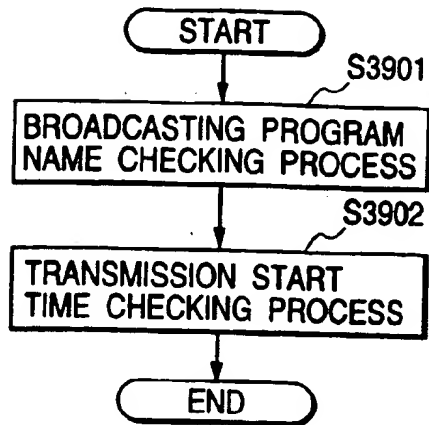 START
S3901
BROADCASTING PROGRAM
NAME CHECKING PROCESS
S3902
TRANSMISSION START
TIME CHECKING PROCESS
END